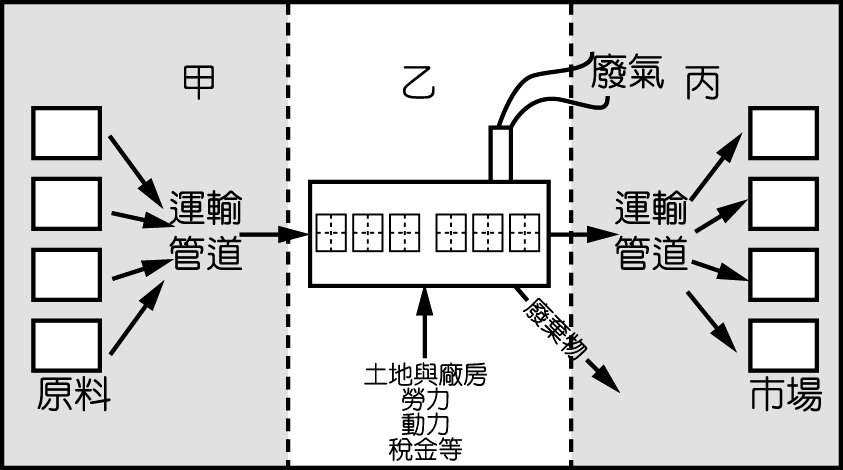 甲
乙
丙
廢氣
運輸
管道
運輸
管道
廢棄物
原料
土地與廠房
勞力
動力
稅金等
市場